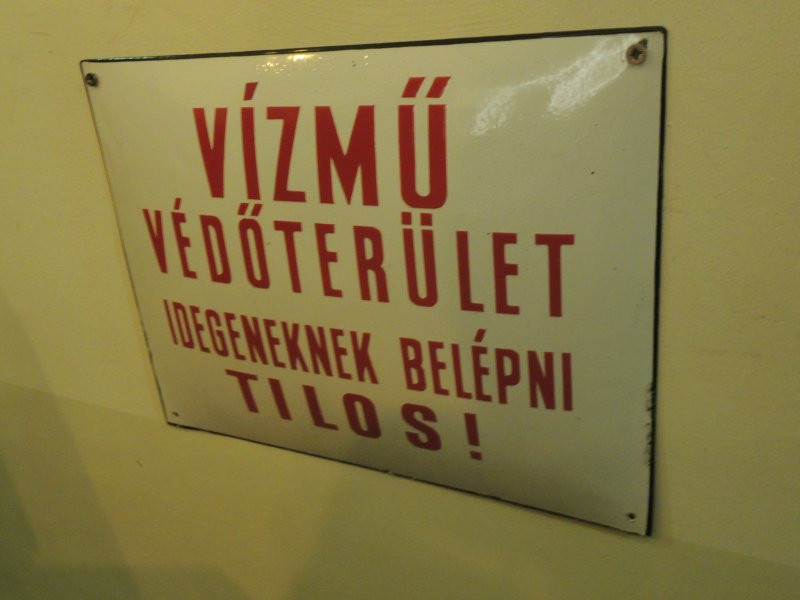 VÍZMŰ
VÉDŐTERÜLET
IDEGENEKNEK BELÉPNI
TILOS!